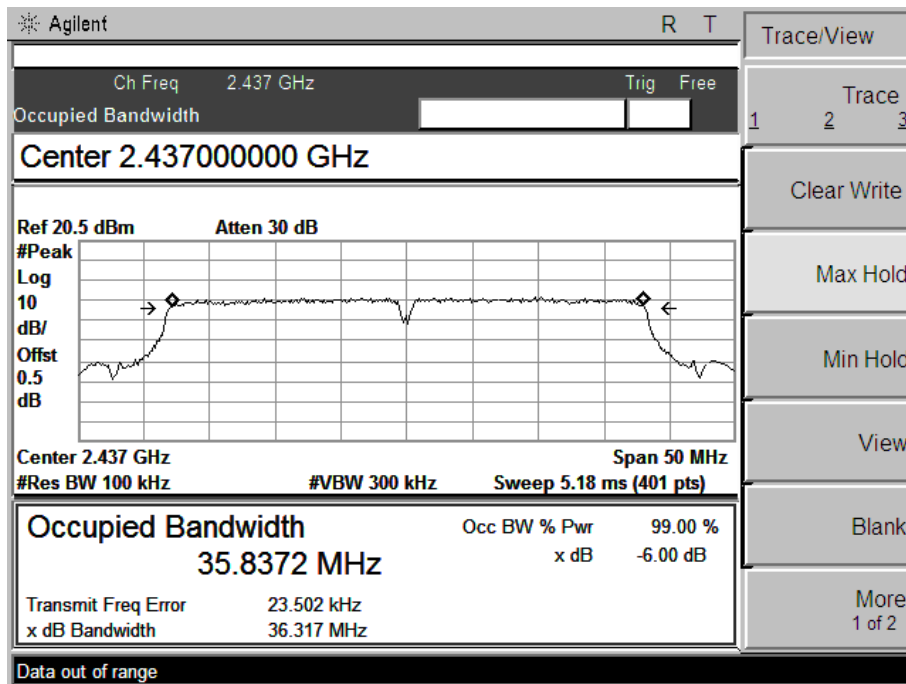 Agilent R T
Ch Freq 2.437 GHz Trig Free
Occupied Bandwidth
Center 2.437000000 GHz
Ref 20.5 dBm Atten 30 dB
#Peak
Log
10
dB/
Offst
0.5
dB
Center 2.437 GHz Span 50 MHz
#Res BW 100 kHz #VBW 300 kHz Sweep 5.18 ms (401 pts)
Occupied Bandwidth Occ BW % Pwr 99.00 %
35.8372 MHz x dB -6.00 dB
Transmit Freq Error 23.502 kHz
x dB Bandwidth 36.317 MHz
Data out of range
Trace/View
Trace
1 2 3
Clear Write
Max Hold
Min Hold
View
Blank
More
1 of 2